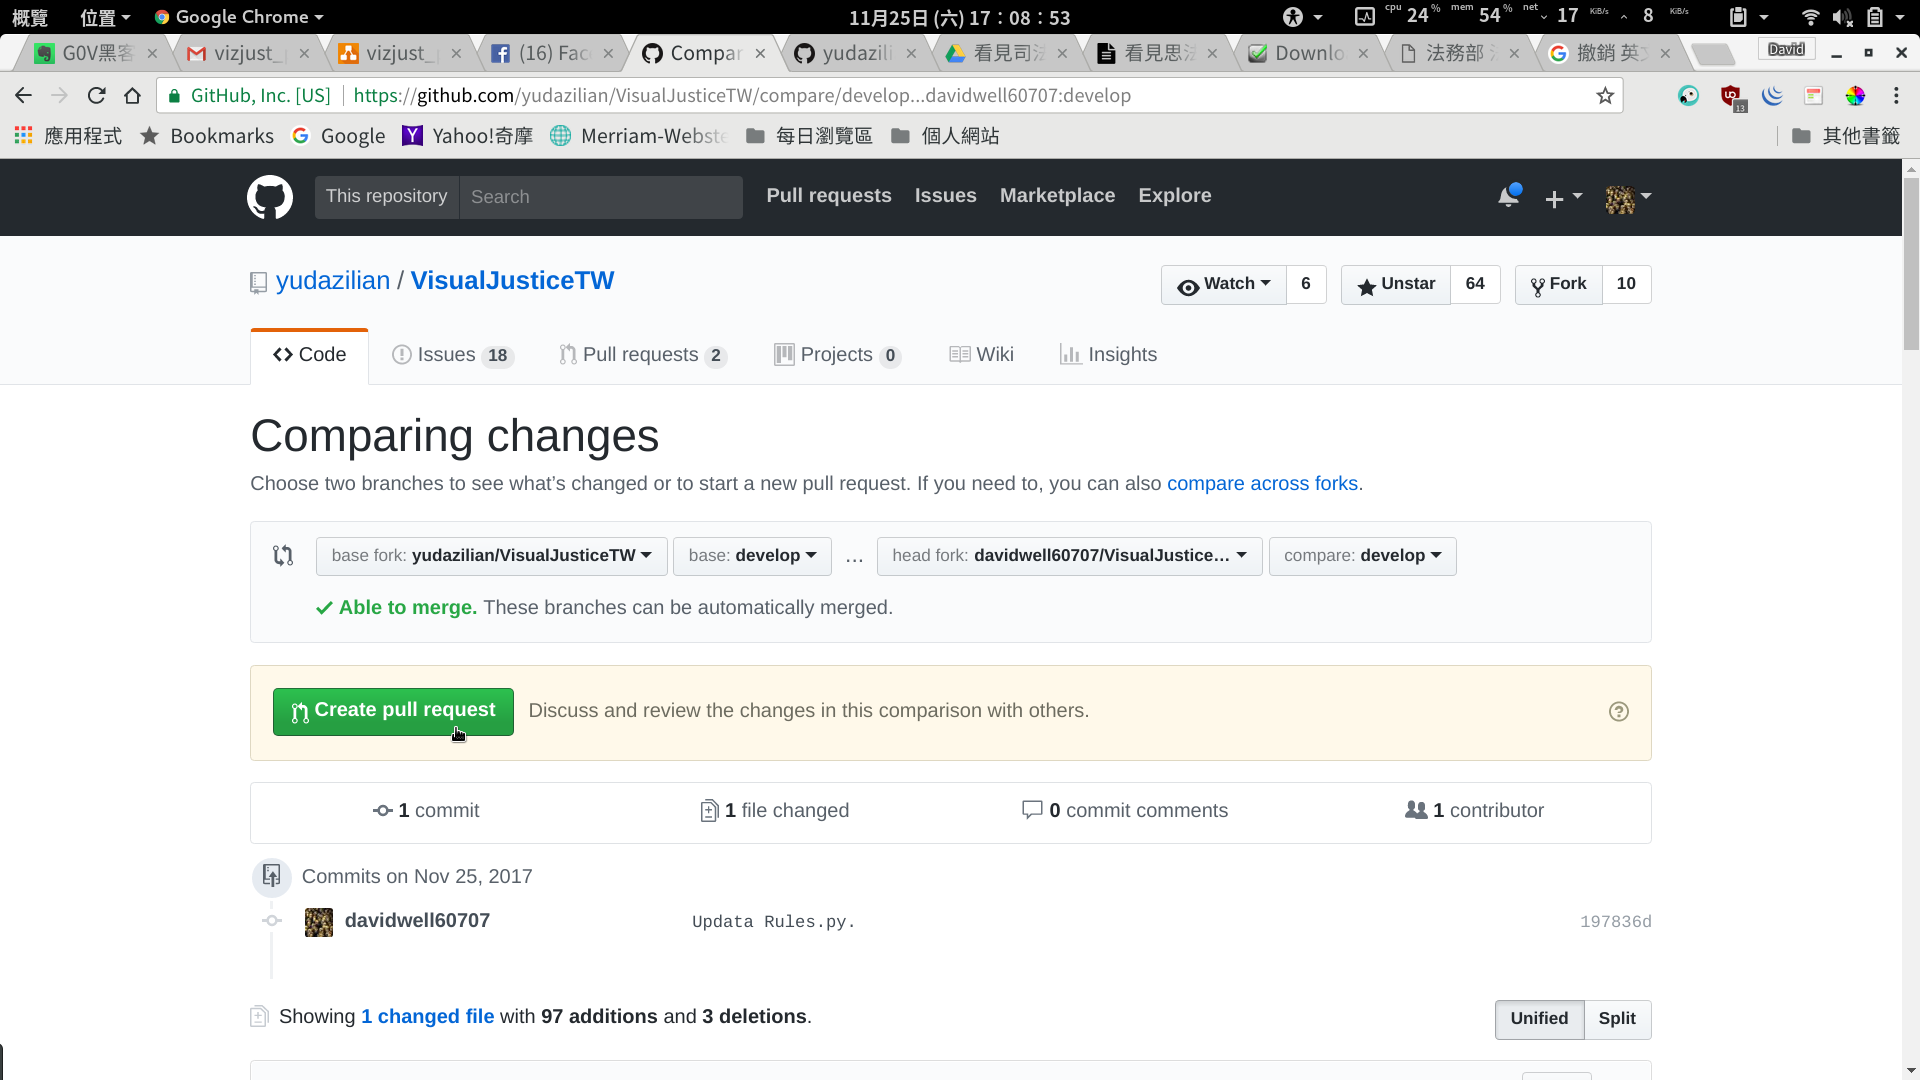 概覽 位置 Google Chrome 11月25日 (六) 17：08：53 cpu 24 % mem 54 % net 17 KiB/s 8 KiB/s
G0V黑客 vizjust_ vizjust_ (16) Fac Compar yudazili 看見司法 看見思法 Downlo 法務部 撤銷 英 David
GitHub, Inc. [US] https://github.com/yudazilian/VisualJusticeTW/compare/develop...davidwell60707:develop 13
應用程式 Bookmarks Google Yahoo!奇摩 Merriam-Webste 每日瀏覽區 個人網站 其他書籤
This repository Search Pull requests Issues Marketplace Explore
yudazilian / VisualJusticeTW Watch 6 Unstar 64 Fork 10
Code Issues 18 Pull requests 2 Projects 0 Wiki Insights
Comparing changes
Choose two branches to see what’s changed or to start a new pull request. If you need to, you can also compare across forks.
base fork: yudazilian/VisualJusticeTW base: develop ... head fork: davidwell60707/VisualJustice… compare: develop
Able to merge. These branches can be automatically merged.
Create pull request Discuss and review the changes in this comparison with others.
1 commit 1 file changed 0 commit comments 1 contributor
Commits on Nov 25, 2017
davidwell60707 Updata Rules.py. 197836d
Showing 1 changed file with 97 additions and 3 deletions. Unified Split